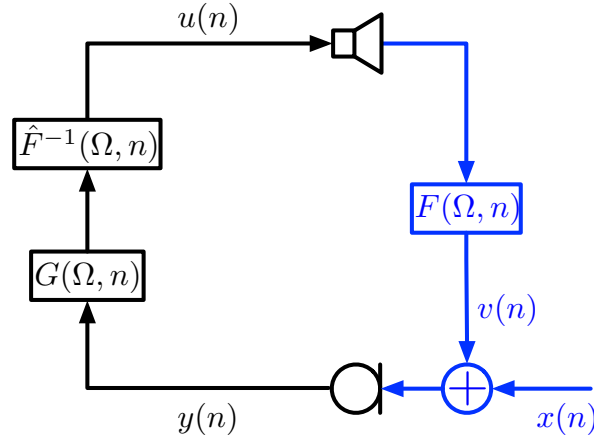 u(n)
F̂⁻¹(Ω, n)
F(Ω, n)
G(Ω, n)
v(n)
y(n)
x(n)